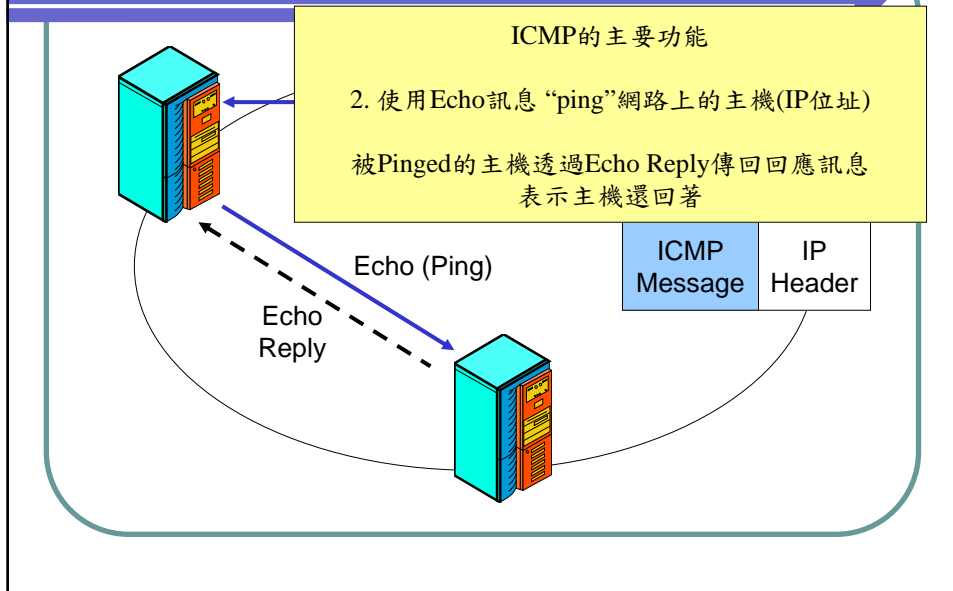 ICMP的主要功能
2. 使用Echo訊息 “ping”網路上的主機(IP位址)
被Pinged的主機透過Echo Reply傳回回應訊息
表示主機還回著
ICMP
Message
IP
Header
Echo (Ping)
Echo
Reply